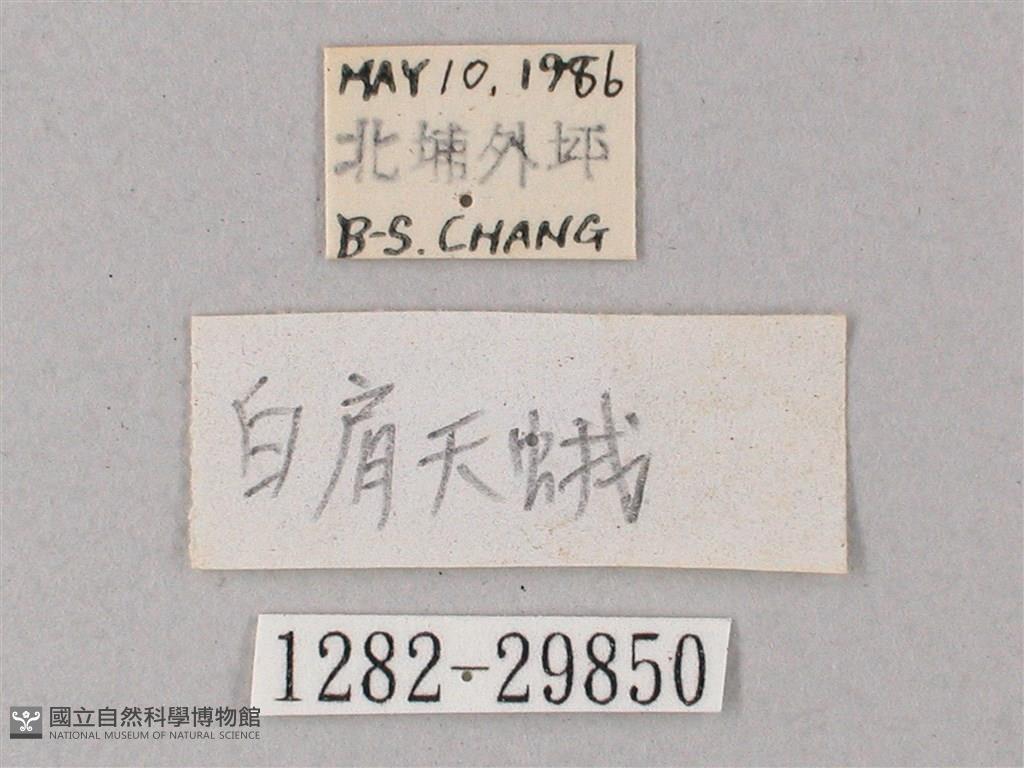 MAY 10, 1986
北埔外坪
B-S. CHANG
白肩天蛾
1282-29850
國立自然科學博物館
NATIONAL MUSEUM OF NATURAL SCIENCE